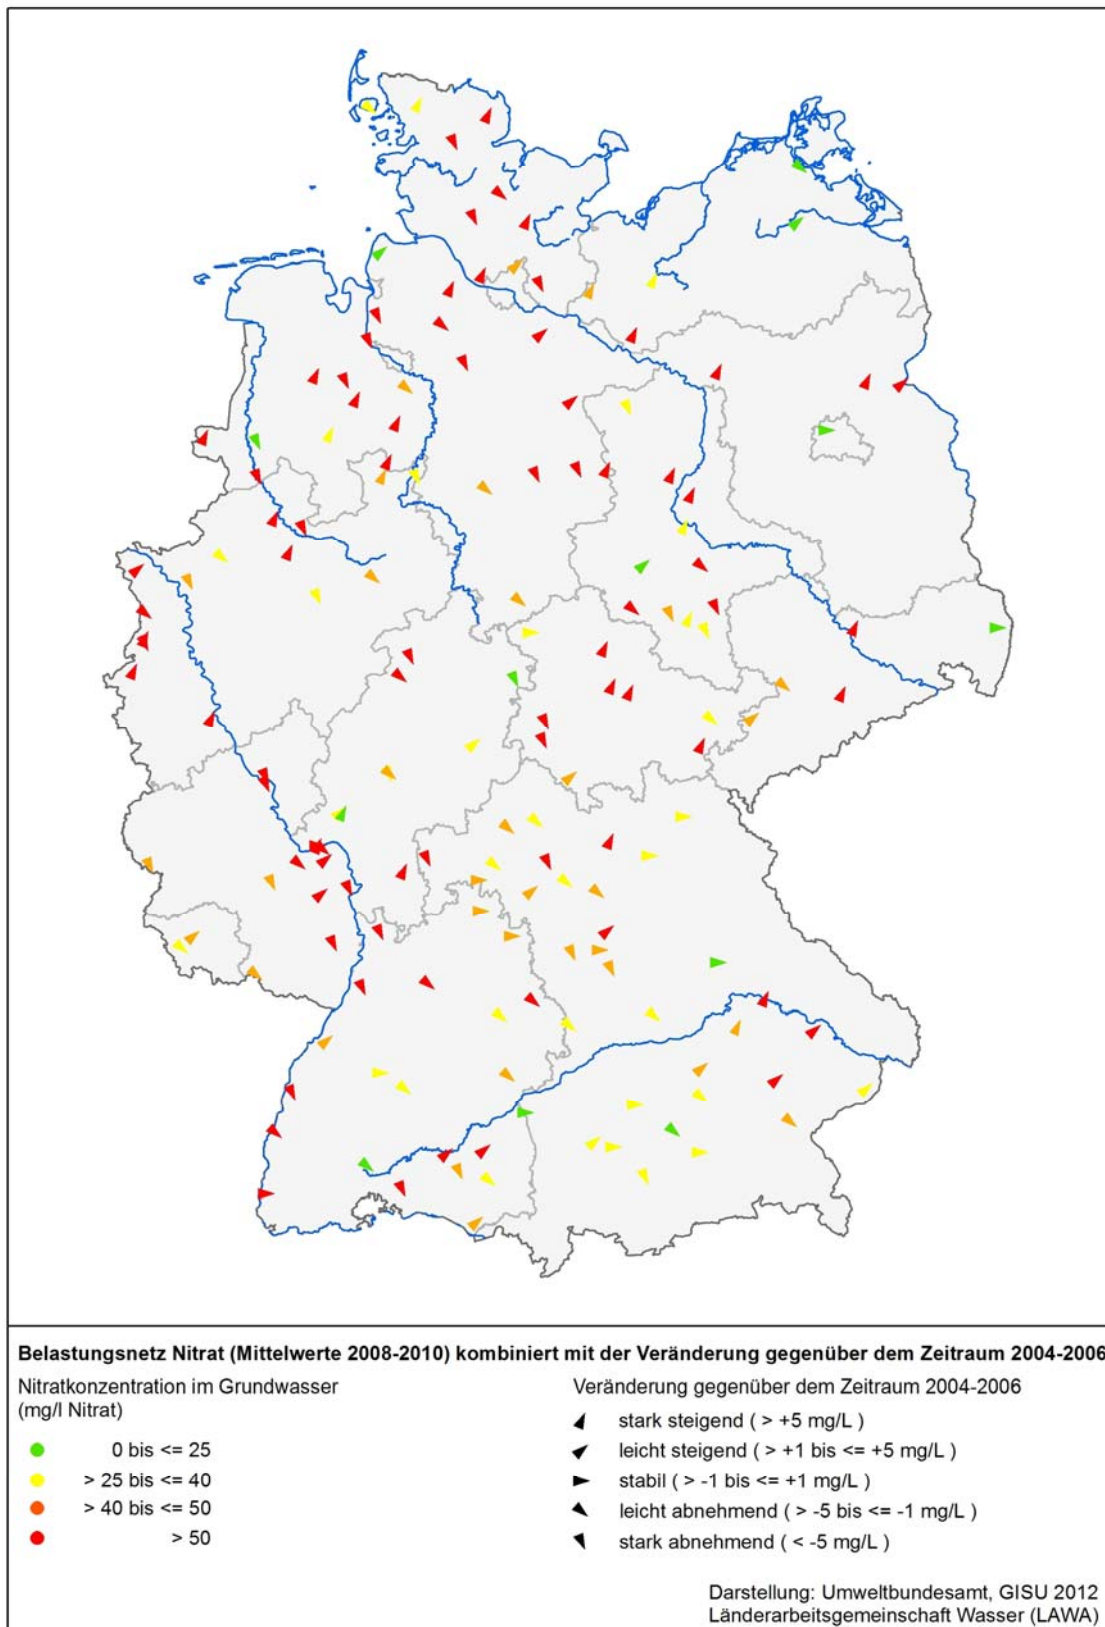 Belastungsnetz Nitrat (Mittelwerte 2008-2010) kombiniert mit der Veränderung gegenüber dem Zeitraum 2004-2006
Nitratkonzentration im Grundwasser
(mg/l Nitrat)
0 bis <= 25
> 25 bis <= 40
> 40 bis <= 50
> 50
Veränderung gegenüber dem Zeitraum 2004-2006
stark steigend ( > +5 mg/L )
leicht steigend ( > +1 bis <= +5 mg/L )
stabil ( > -1 bis <= +1 mg/L )
leicht abnehmend ( > -5 bis <= -1 mg/L )
stark abnehmend ( < -5 mg/L )
Darstellung: Umweltbundesamt, GISU 2012
Länderarbeitsgemeinschaft Wasser (LAWA)